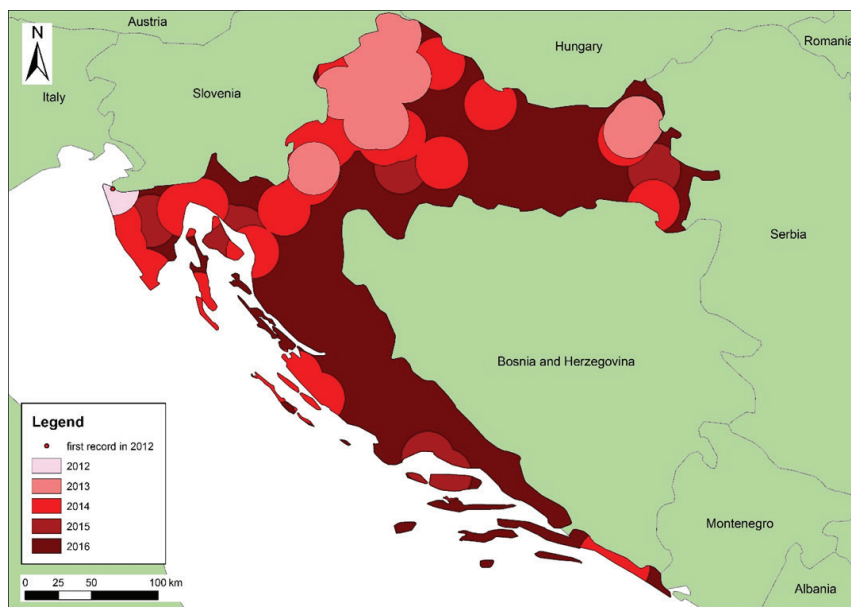 Austria
Hungary
Romania
N
Italy
Slovenia
Serbia
Bosnia and Herzegovina
Legend
first record in 2012
2012
2013
2014
2015
2016
Montenegro
0 25 50 100 km
Albania